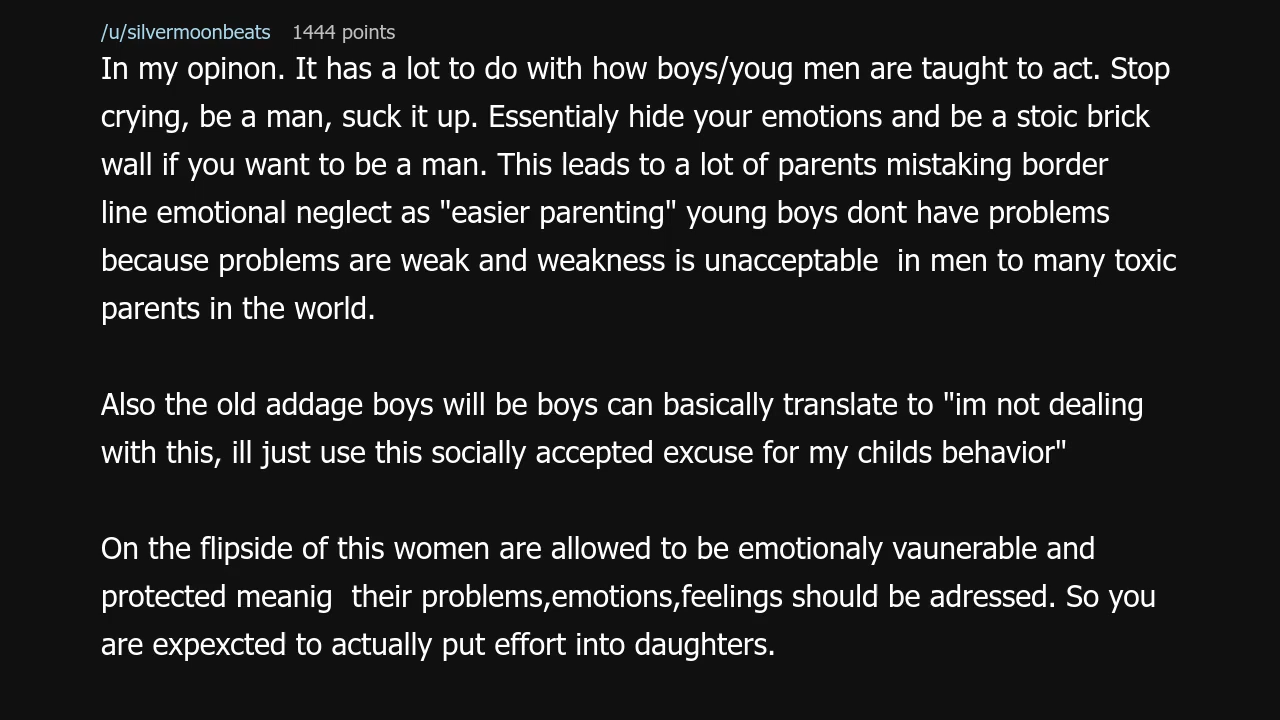 /u/silvermoonbeats 1444 points
In my opinon. It has a lot to do with how boys/youg men are taught to act. Stop
crying, be a man, suck it up. Essentialy hide your emotions and be a stoic brick
wall if you want to be a man. This leads to a lot of parents mistaking border
line emotional neglect as "easier parenting" young boys dont have problems
because problems are weak and weakness is unacceptable  in men to many toxic
parents in the world.
Also the old addage boys will be boys can basically translate to "im not dealing
with this, ill just use this socially accepted excuse for my childs behavior"
On the flipside of this women are allowed to be emotionaly vaunerable and
protected meanig  their problems,emotions,feelings should be adressed. So you
are expexcted to actually put effort into daughters.